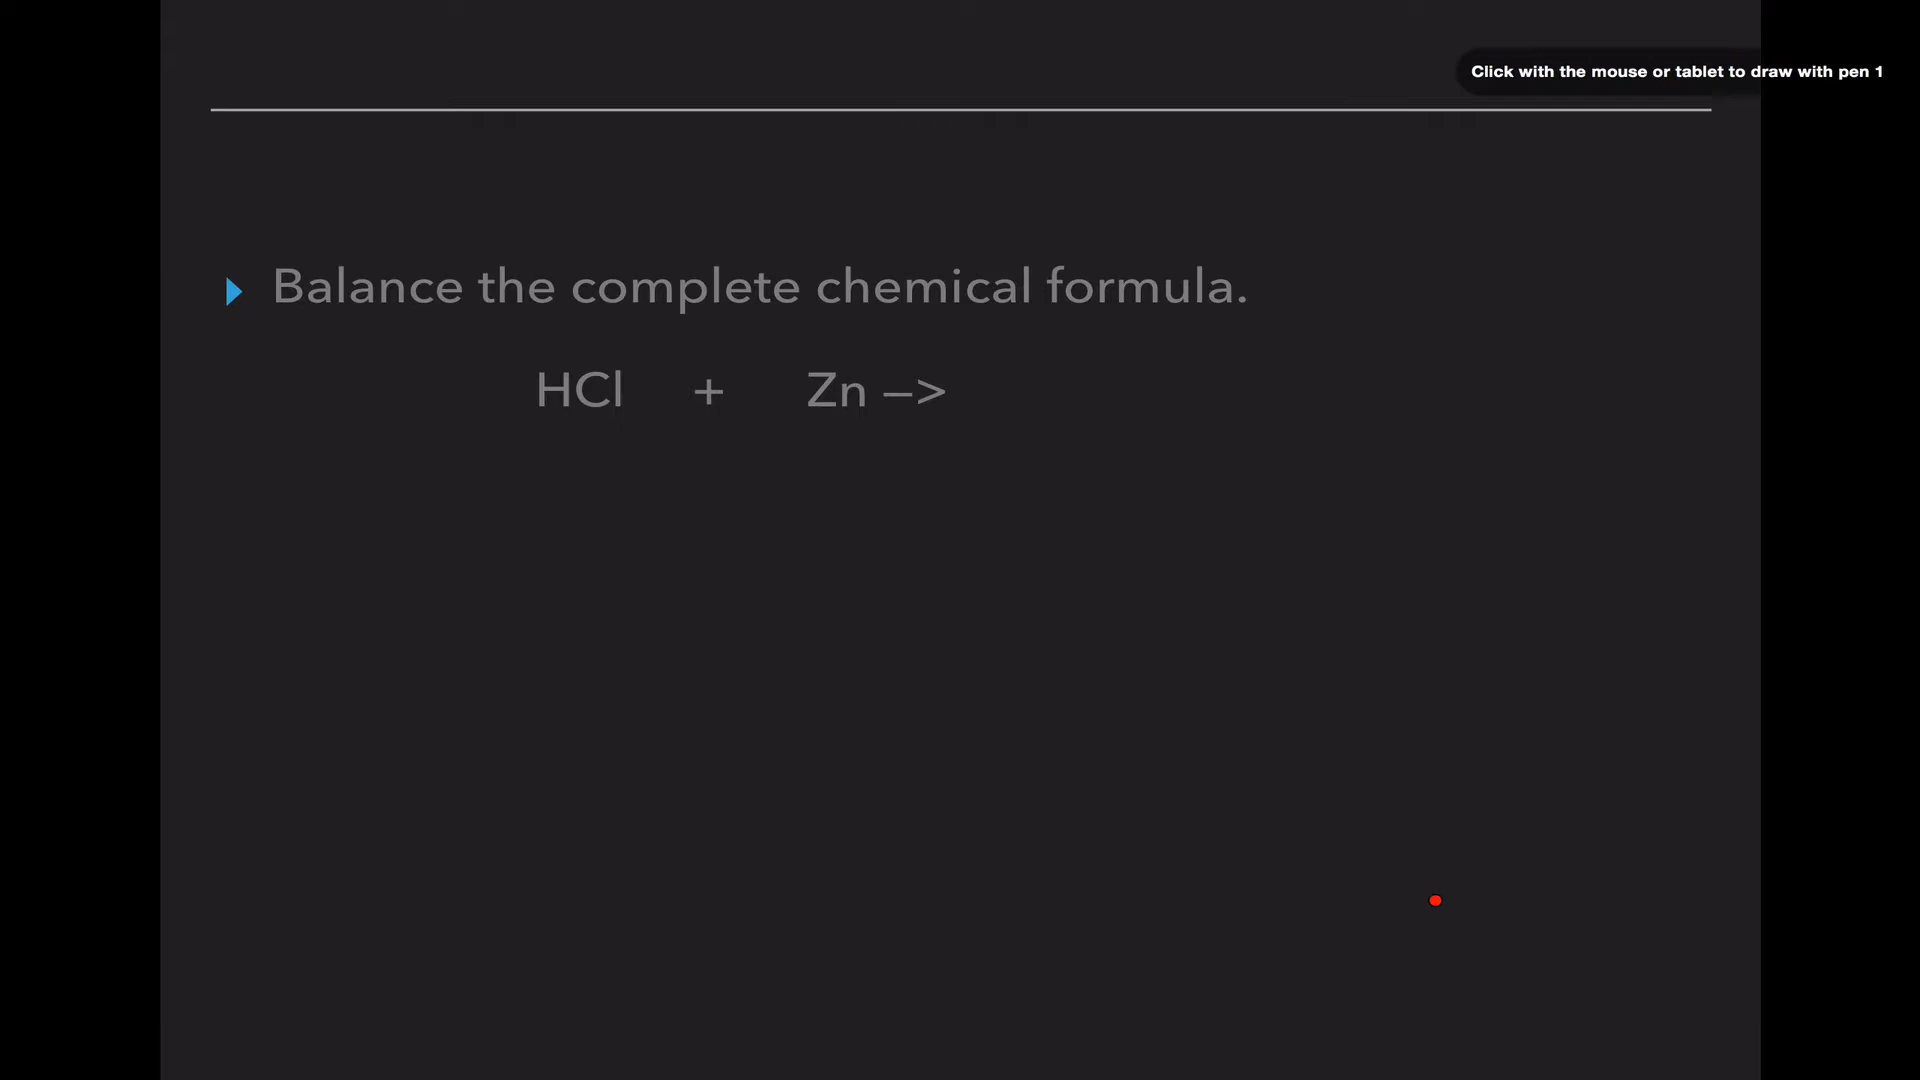 Click with the mouse or tablet to draw with pen 1
Balance the complete chemical formula.
HCl + Zn —>